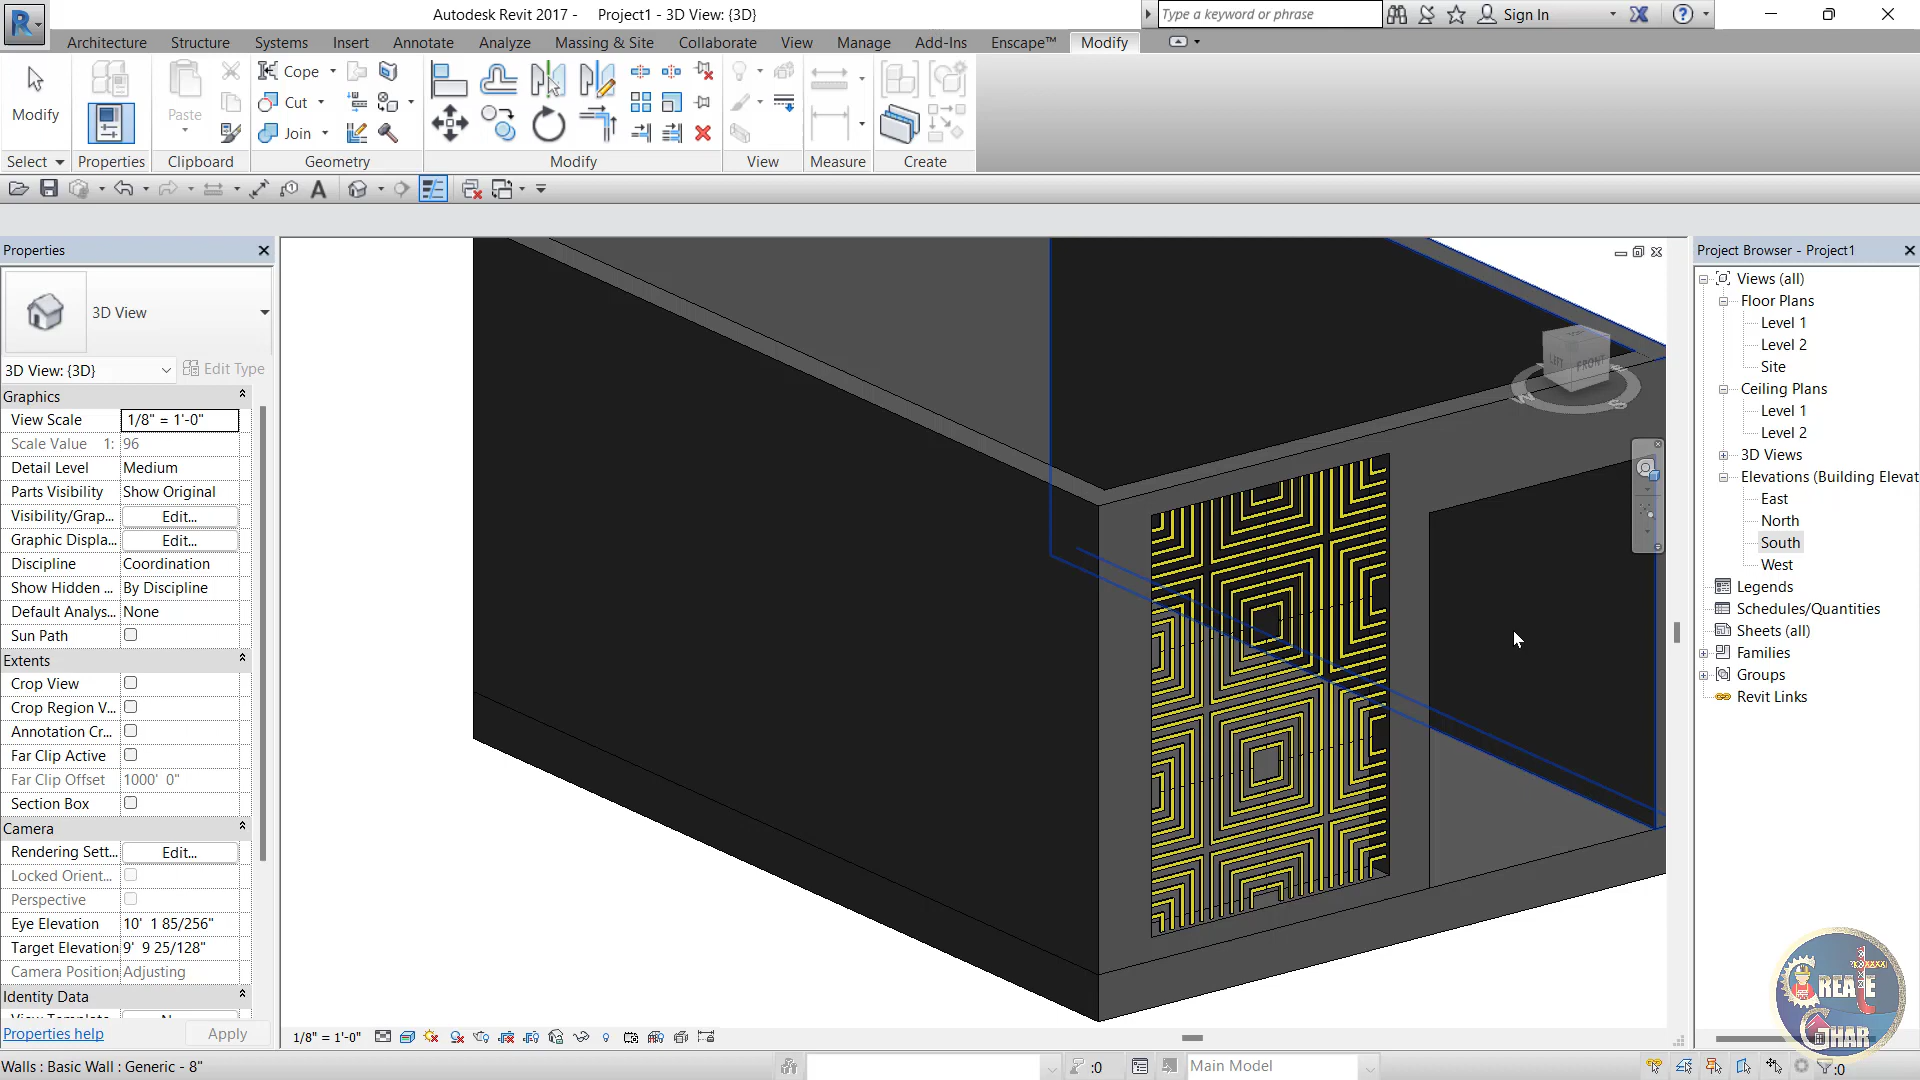 Autodesk Revit 2017 - Project1 - 3D View: {3D}
Type a keyword or phrase
Sign In
Architecture Structure Systems Insert Annotate Analyze Massing & Site Collaborate View Manage Add-Ins Enscape™ Modify
Modify
Paste
Cope
Cut
Join
Select Properties Clipboard Geometry Modify View Measure Create
Properties
3D View
3D View: {3D} Edit Type
Graphics
View Scale 1/8" = 1'-0"
Scale Value 1: 96
Detail Level Medium
Parts Visibility Show Original
Visibility/Grap... Edit...
Graphic Displa... Edit...
Discipline Coordination
Show Hidden ... By Discipline
Default Analys... None
Sun Path
Extents
Crop View
Crop Region V...
Annotation Cr...
Far Clip Active
Far Clip Offset 1000' 0"
Section Box
Camera
Rendering Sett... Edit...
Locked Orient...
Perspective
Eye Elevation 10' 1 85/256"
Target Elevation 9' 9 25/128"
Camera Position Adjusting
Identity Data
Properties help Apply
FRONT
W S
Project Browser - Project1
Views (all)
Floor Plans
Level 1
Level 2
Site
Ceiling Plans
Level 1
Level 2
3D Views
Elevations (Building Elevat
East
North
South
West
Legends
Schedules/Quantities
Sheets (all)
Families
Groups
Revit Links
CREATE
GHAR
1/8" = 1'-0"
Walls : Basic Wall : Generic - 8"
:0
Main Model
:0